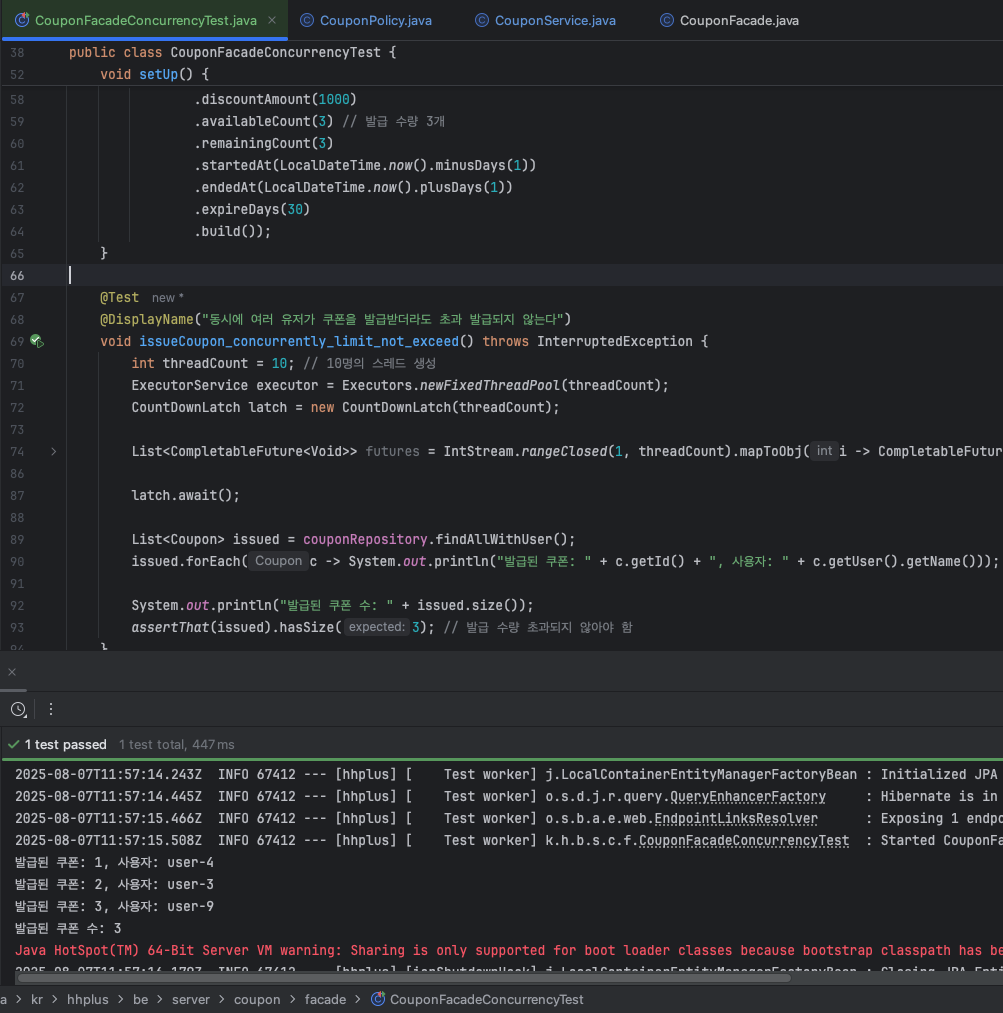 CouponFacadeConcurrencyTest.java × CouponPolicy.java CouponService.java CouponFacade.java
38 public class CouponFacadeConcurrencyTest {
52 void setUp() {
58 .discountAmount(1000)
59 .availableCount(3) // 발급 수량 3개
60 .remainingCount(3)
61 .startedAt(LocalDateTime.now().minusDays(1))
62 .endedAt(LocalDateTime.now().plusDays(1))
63 .expireDays(30)
64 .build());
65 }
66
67 @Test new *
68 @DisplayName("동시에 여러 유저가 쿠폰을 발급받더라도 초과 발급되지 않는다")
69 void issueCoupon_concurrently_limit_not_exceed() throws InterruptedException {
70 int threadCount = 10; // 10명의 스레드 생성
71 ExecutorService executor = Executors.newFixedThreadPool(threadCount);
72 CountDownLatch latch = new CountDownLatch(threadCount);
73
74 List<CompletableFuture<Void>> futures = IntStream.rangeClosed(1, threadCount).mapToObj( int i -> CompletableFutur
86
87 latch.await();
88
89 List<Coupon> issued = couponRepository.findAllWithUser();
90 issued.forEach( Coupon c -> System.out.println("발급된 쿠폰: " + c.getId() + ", 사용자: " + c.getUser().getName()));
91
92 System.out.println("발급된 쿠폰 수: " + issued.size());
93 assertThat(issued).hasSize( expected: 3); // 발급 수량 초과되지 않아야 함
94 }
×
1 test passed 1 test total, 447 ms
2025-08-07T11:57:14.243Z INFO 67412 --- [hhplus] [ Test worker] j.LocalContainerEntityManagerFactoryBean : Initialized JPA
2025-08-07T11:57:14.445Z INFO 67412 --- [hhplus] [ Test worker] o.s.d.j.r.query.QueryEnhancerFactory : Hibernate is in
2025-08-07T11:57:15.466Z INFO 67412 --- [hhplus] [ Test worker] o.s.b.a.e.web.EndpointLinksResolver : Exposing 1 endpo
2025-08-07T11:57:15.508Z INFO 67412 --- [hhplus] [ Test worker] k.h.b.s.c.f.CouponFacadeConcurrencyTest : Started CouponFa
발급된 쿠폰: 1, 사용자: user-4
발급된 쿠폰: 2, 사용자: user-3
발급된 쿠폰: 3, 사용자: user-9
발급된 쿠폰 수: 3
Java HotSpot(TM) 64-Bit Server VM warning: Sharing is only supported for boot loader classes because bootstrap classpath has be
a > kr > hhplus > be > server > coupon > facade > CouponFacadeConcurrencyTest